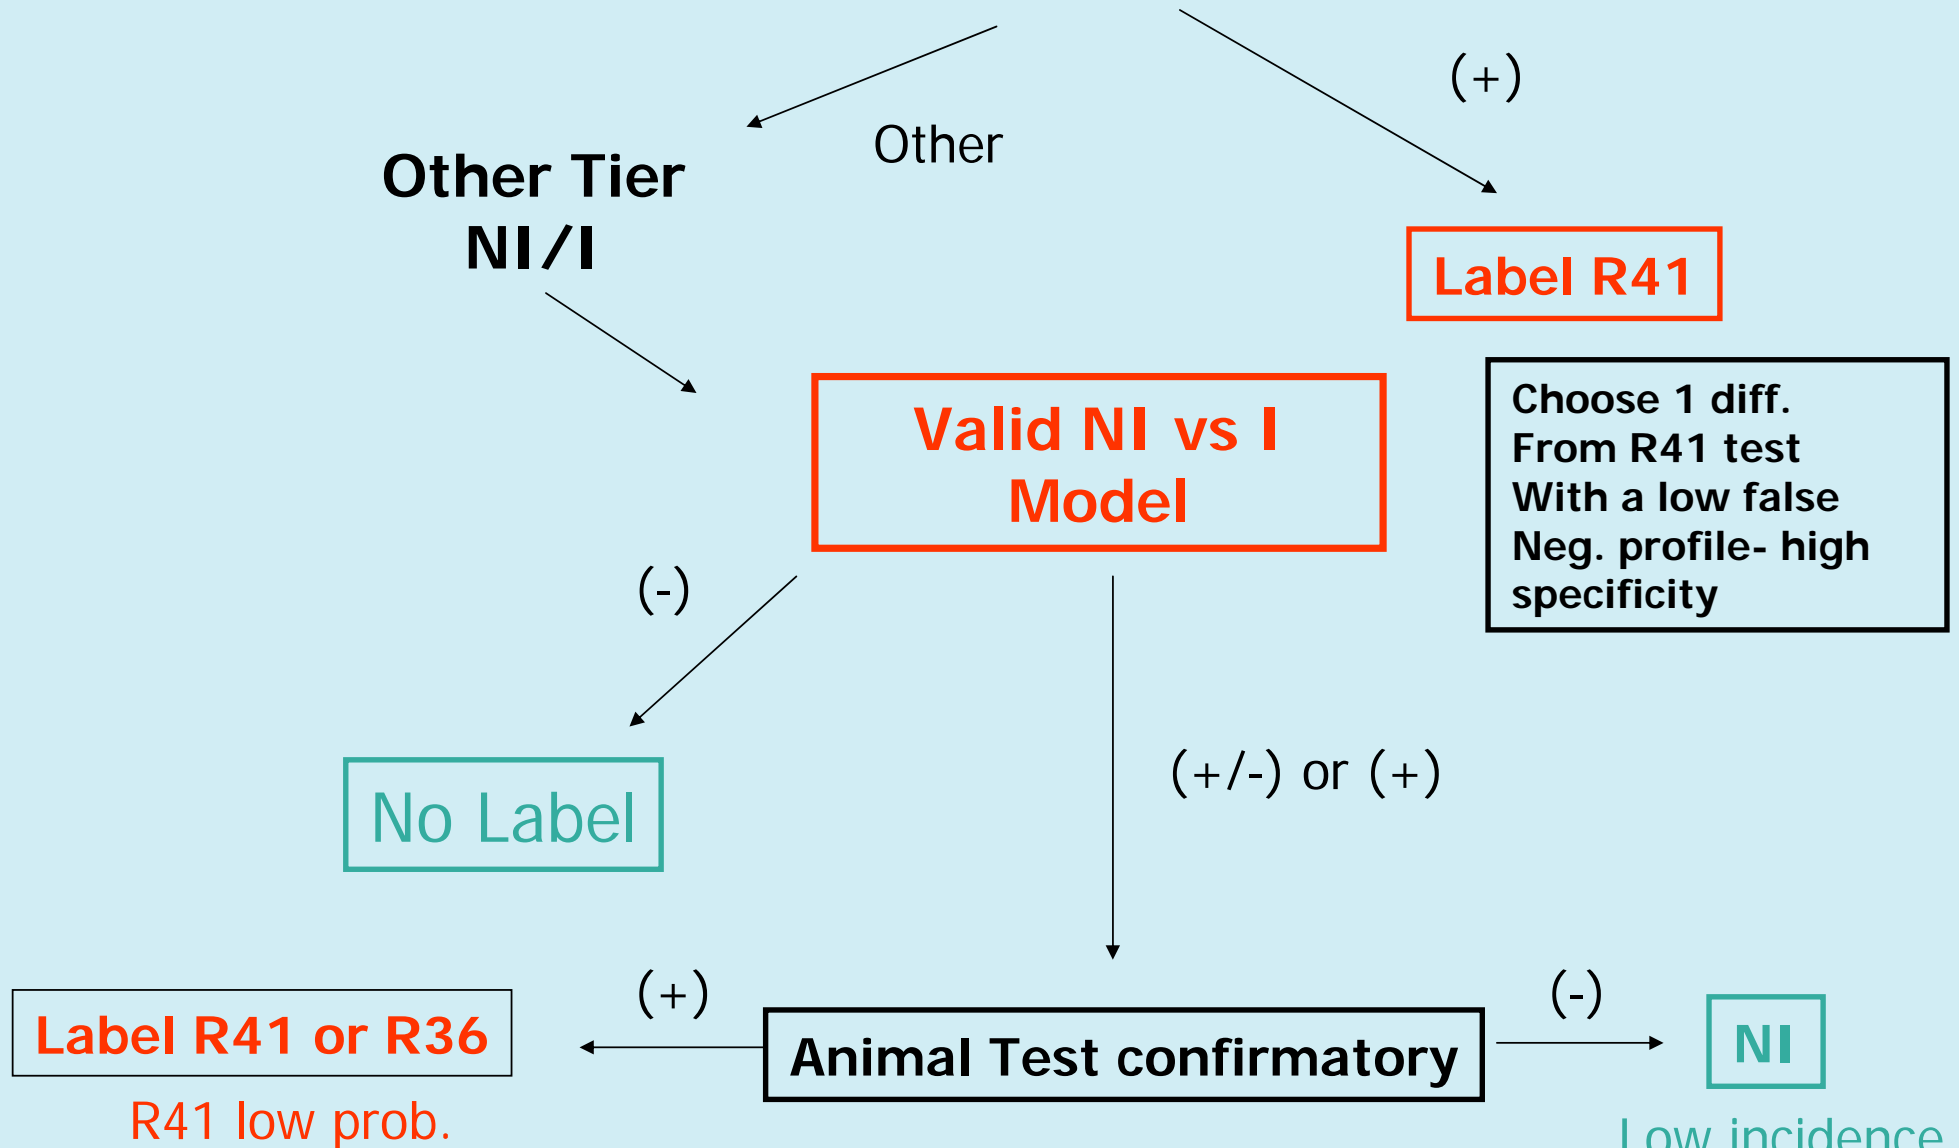 (+)
Other
Other Tier
NI/I
Label R41
Valid NI vs I
Model
Choose 1 diff.
From R41 test
With a low false
Neg. profile- high
specificity
(-)
No Label
(+/-) or (+)
(+)
(-)
Label R41 or R36
Animal Test confirmatory
NI
R41 low prob.
Low incidence